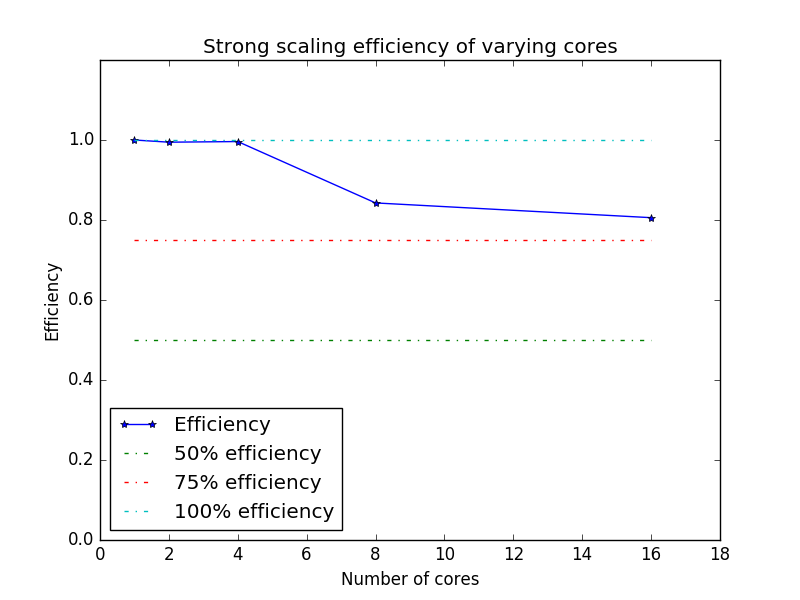 Strong scaling efficiency of varying cores
1.0
0.8
0.6
0.4
0.2
0.0
Efficiency
Efficiency
50% efficiency
75% efficiency
100% efficiency
0 2 4 6 8 10 12 14 16 18
Number of cores